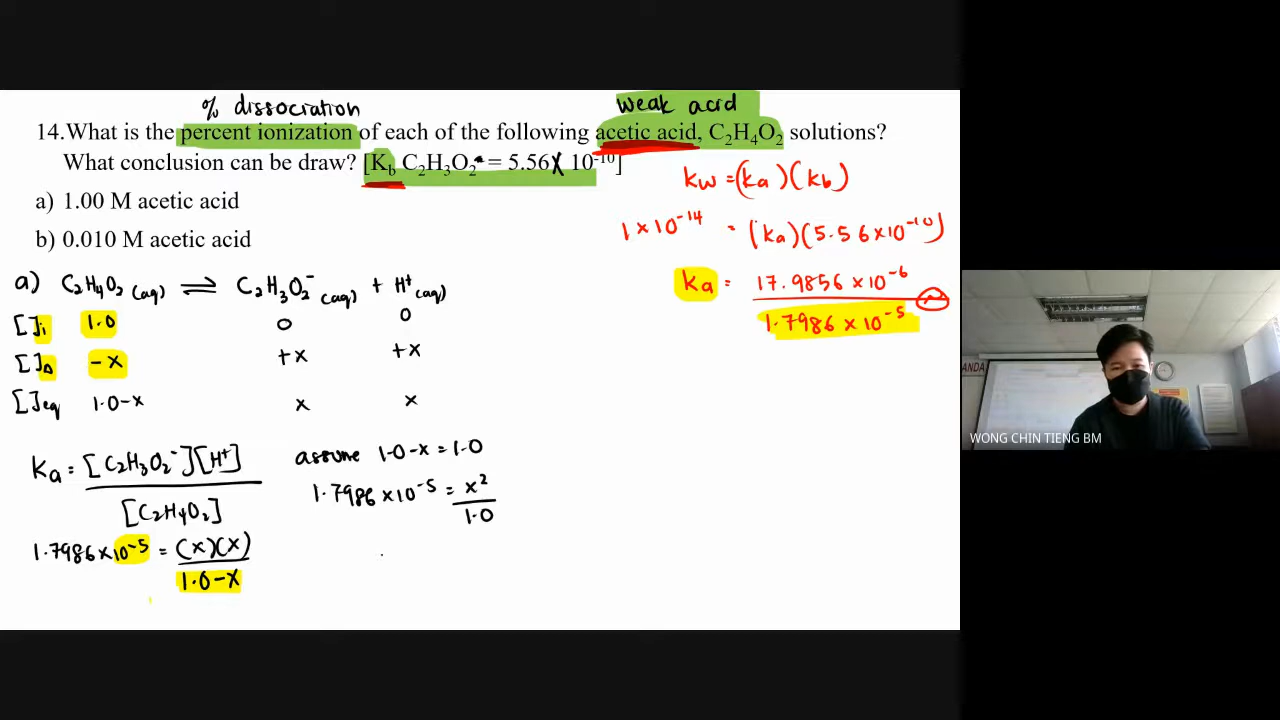 % dissociation
weak acid
14.What is the percent ionization of each of the following acetic acid, C₂H₄O₂ solutions?
What conclusion can be draw? [K_b C₂H₃O₂⁻ = 5.56 X 10⁻¹⁰]
kw = (ka)(kb)
a) 1.00 M acetic acid
1 x 10⁻¹⁴ = (ka)(5.56 x 10⁻¹⁰)
b) 0.010 M acetic acid
ka = 17.9856 x 10⁻⁶
1.7986 x 10⁻⁵
a) C₂H₄O₂ (aq) ⇌ C₂H₃O₂⁻ (aq) + H⁺ (aq)
[ ]i 1.0 0 0
[ ]Δ -x +x +x
[ ]eq 1.0-x x x
Ka = [C₂H₃O₂⁻][H⁺]
[C₂H₄O₂]
1.7986 x 10⁻⁵ = (x)(x)
1.0-x
assume 1.0-x = 1.0
1.7986 x 10⁻⁵ = x²
1.0
ANDA
WONG CHIN TIENG BM